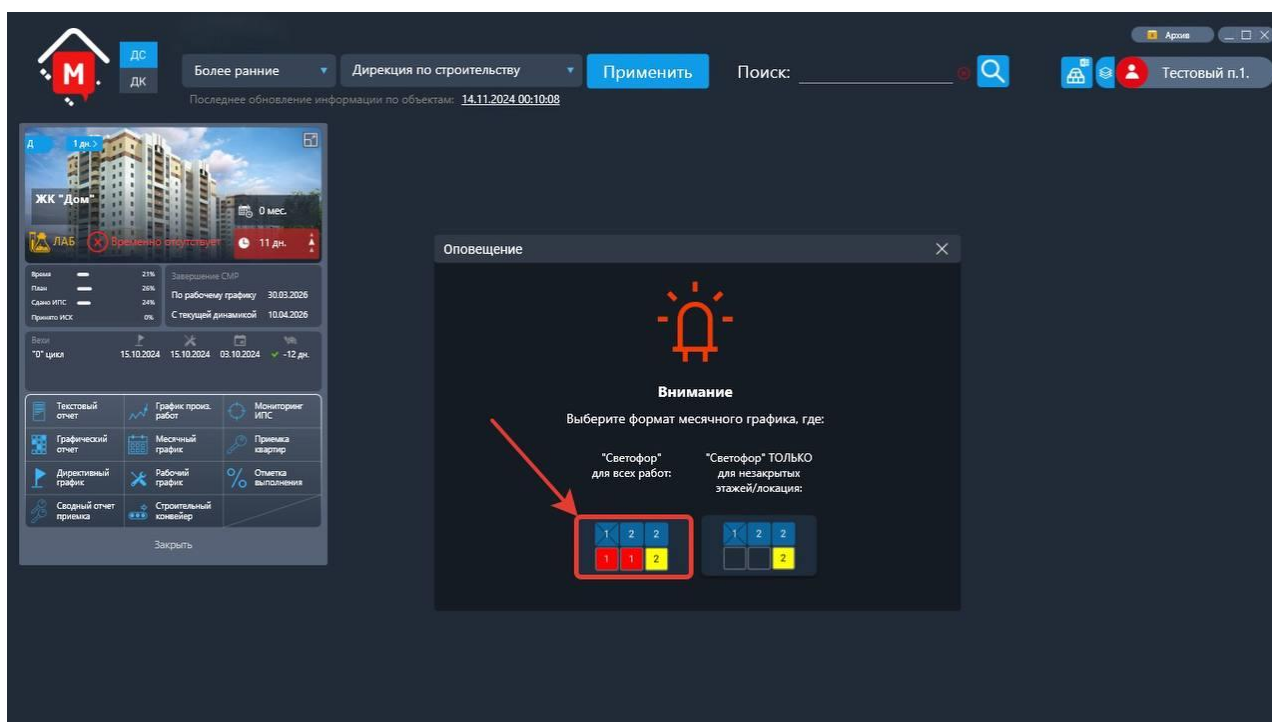 Архив
ДС
ДК
М
Более ранние
Дирекция по строительству
Применить
Поиск:
Тестовый п.1.
Последнее обновление информации по объектам: 14.11.2024 00:10:08
Д
1 дн. >
ЖК "Дом"
0 мес.
ЛАБ
Временно отсутствует
11 дн.
Время 21%
План 26%
Сдано ИПС 24%
Принято ИСК 0%
Завершение СМР
По рабочему графику 30.03.2026
С текущей динамикой 10.04.2026
Вехи
"0" цикл 15.10.2024 15.10.2024 03.10.2024 -12 дн.
Текстовый
отчет
График произ.
работ
Мониторинг
ИПС
Графический
отчет
Месячный
график
Приемка
квартир
Директивный
график
Рабочий
график
Отметка
выполнения
Сводный отчет
приемка
Строительный
конвейер
Закрыть
Оповещение
Внимание
Выберите формат месячного графика, где:
"Светофор"
для всех работ:
"Светофор" ТОЛЬКО
для незакрытых
этажей/локация:
1 2 2
1 1 2
1 2 2
2